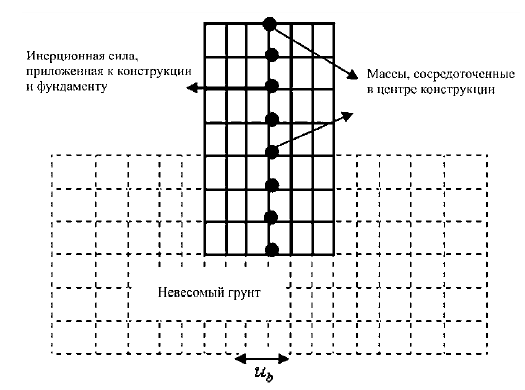 Инерционная сила,
приложенная к конструкции
и фундаменту
Массы, сосредоточенные
в центре конструкции
Невесомый грунт
u_b